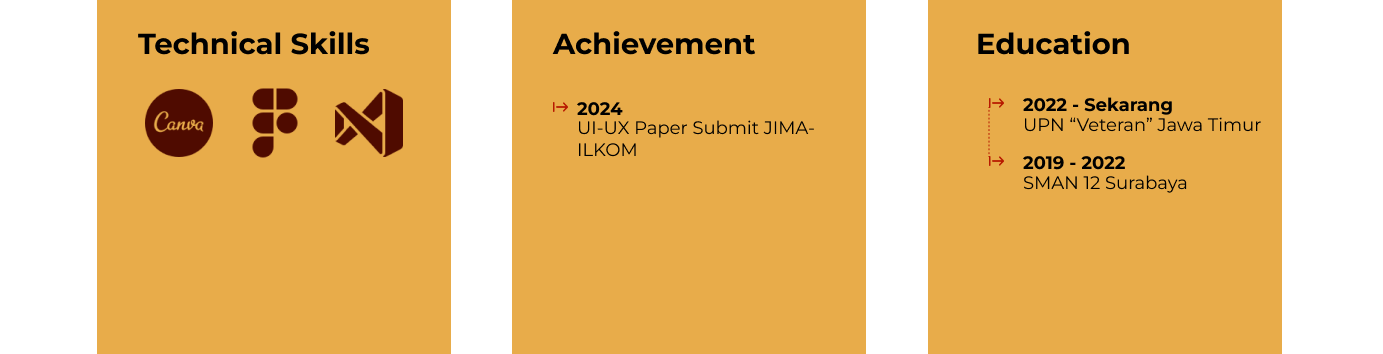 Technical Skills
Canva
Achievement
2024
UI-UX Paper Submit JIMA-
ILKOM
Education
2022 - Sekarang
UPN “Veteran” Jawa Timur
2019 - 2022
SMAN 12 Surabaya